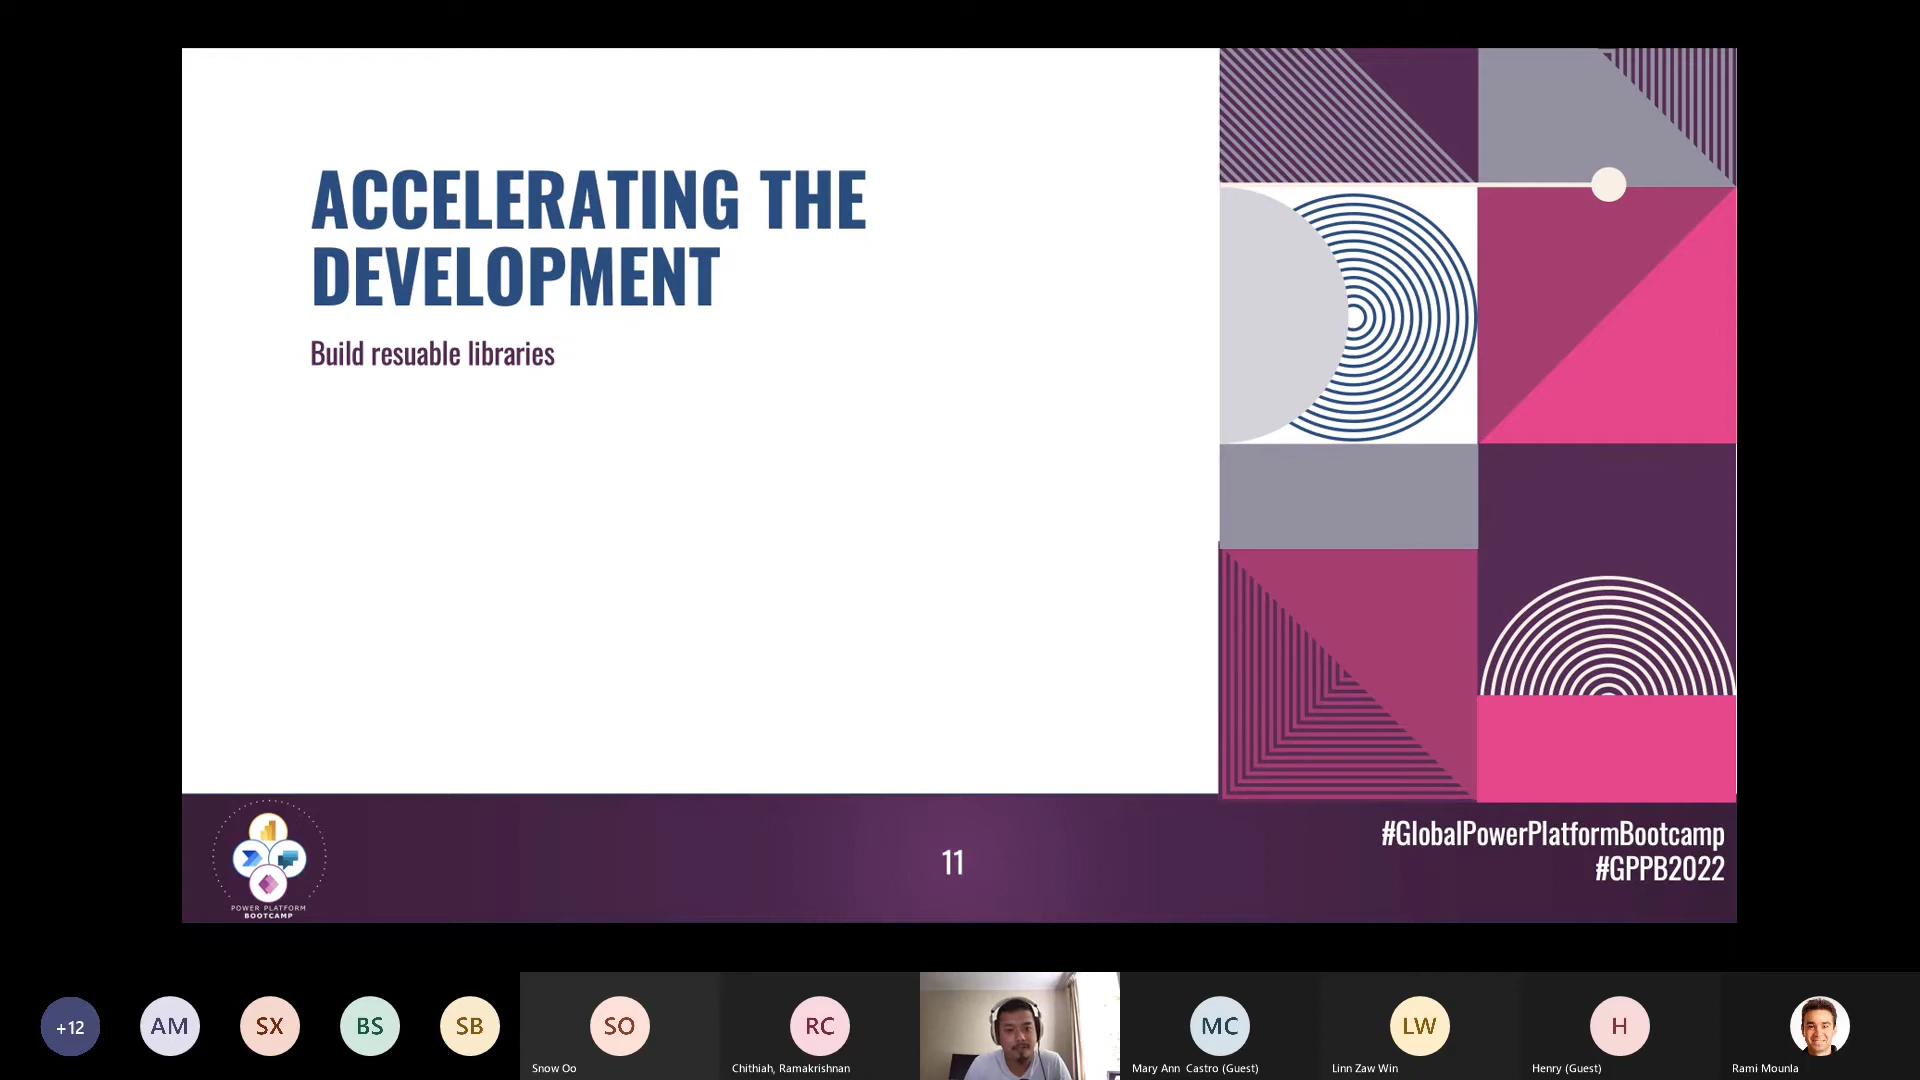 ACCELERATING THE
DEVELOPMENT
Build resuable libraries
POWER PLATFORM
BOOTCAMP
11
#GlobalPowerPlatformBootcamp
#GPPB2022
+12
AM
SX
BS
SB
SO
Snow Oo
RC
Chithiah, Ramakrishnan
MC
Mary Ann Castro (Guest)
LW
Linn Zaw Win
H
Henry (Guest)
Rami Mounla